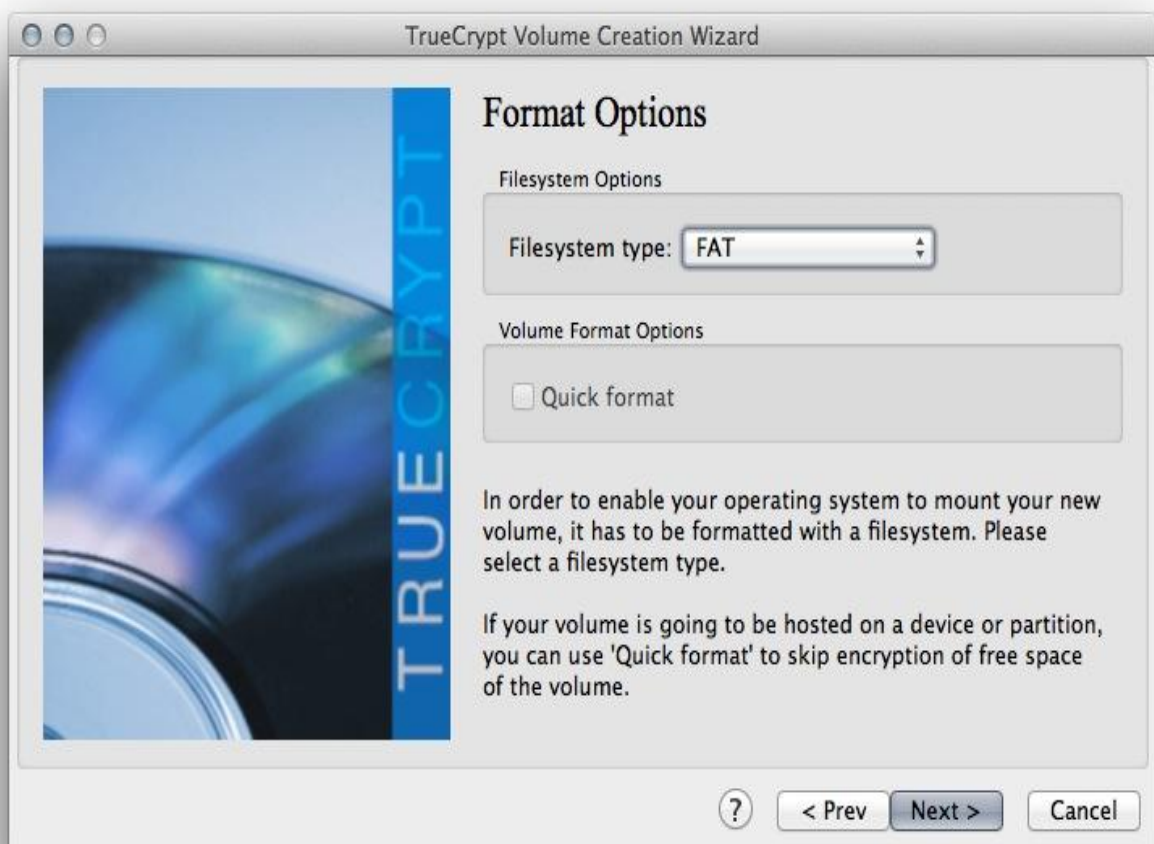 TrueCrypt Volume Creation Wizard
TRUECRYPT
Format Options
Filesystem Options
Filesystem type: FAT
Volume Format Options
Quick format
In order to enable your operating system to mount your new
volume, it has to be formatted with a filesystem. Please
select a filesystem type.
If your volume is going to be hosted on a device or partition,
you can use 'Quick format' to skip encryption of free space
of the volume.
? < Prev Next > Cancel